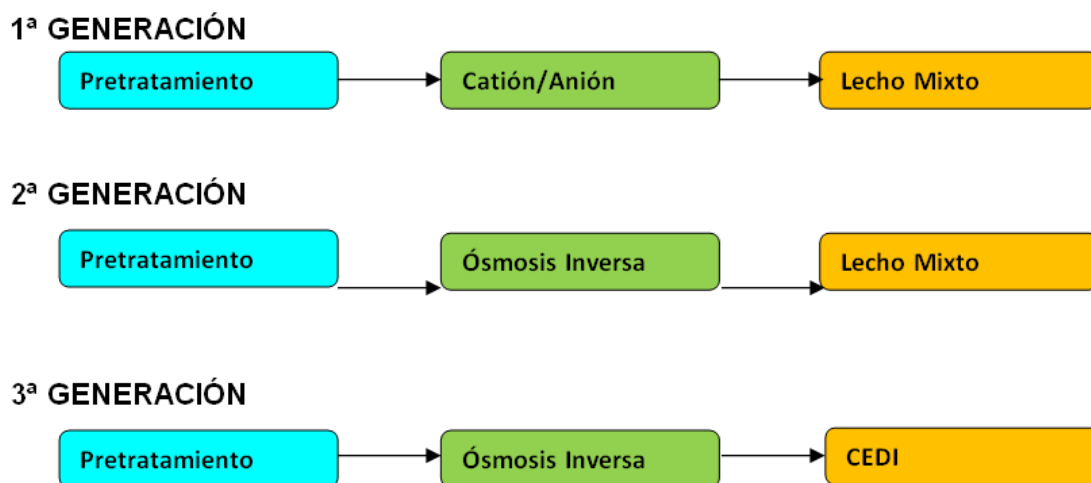 1ª GENERACIÓN
Pretratamiento
Catión/Anión
Lecho Mixto
2ª GENERACIÓN
Pretratamiento
Ósmosis Inversa
Lecho Mixto
3ª GENERACIÓN
Pretratamiento
Ósmosis Inversa
CEDI